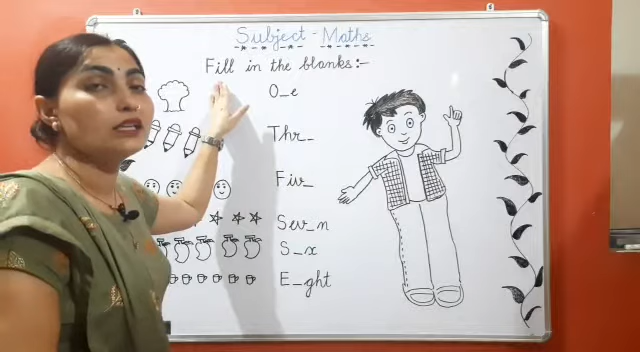 Subject - Maths
Fill in the blanks :-
O_e
Thr_
Fiv_
Sev_n
S_x
E_ght